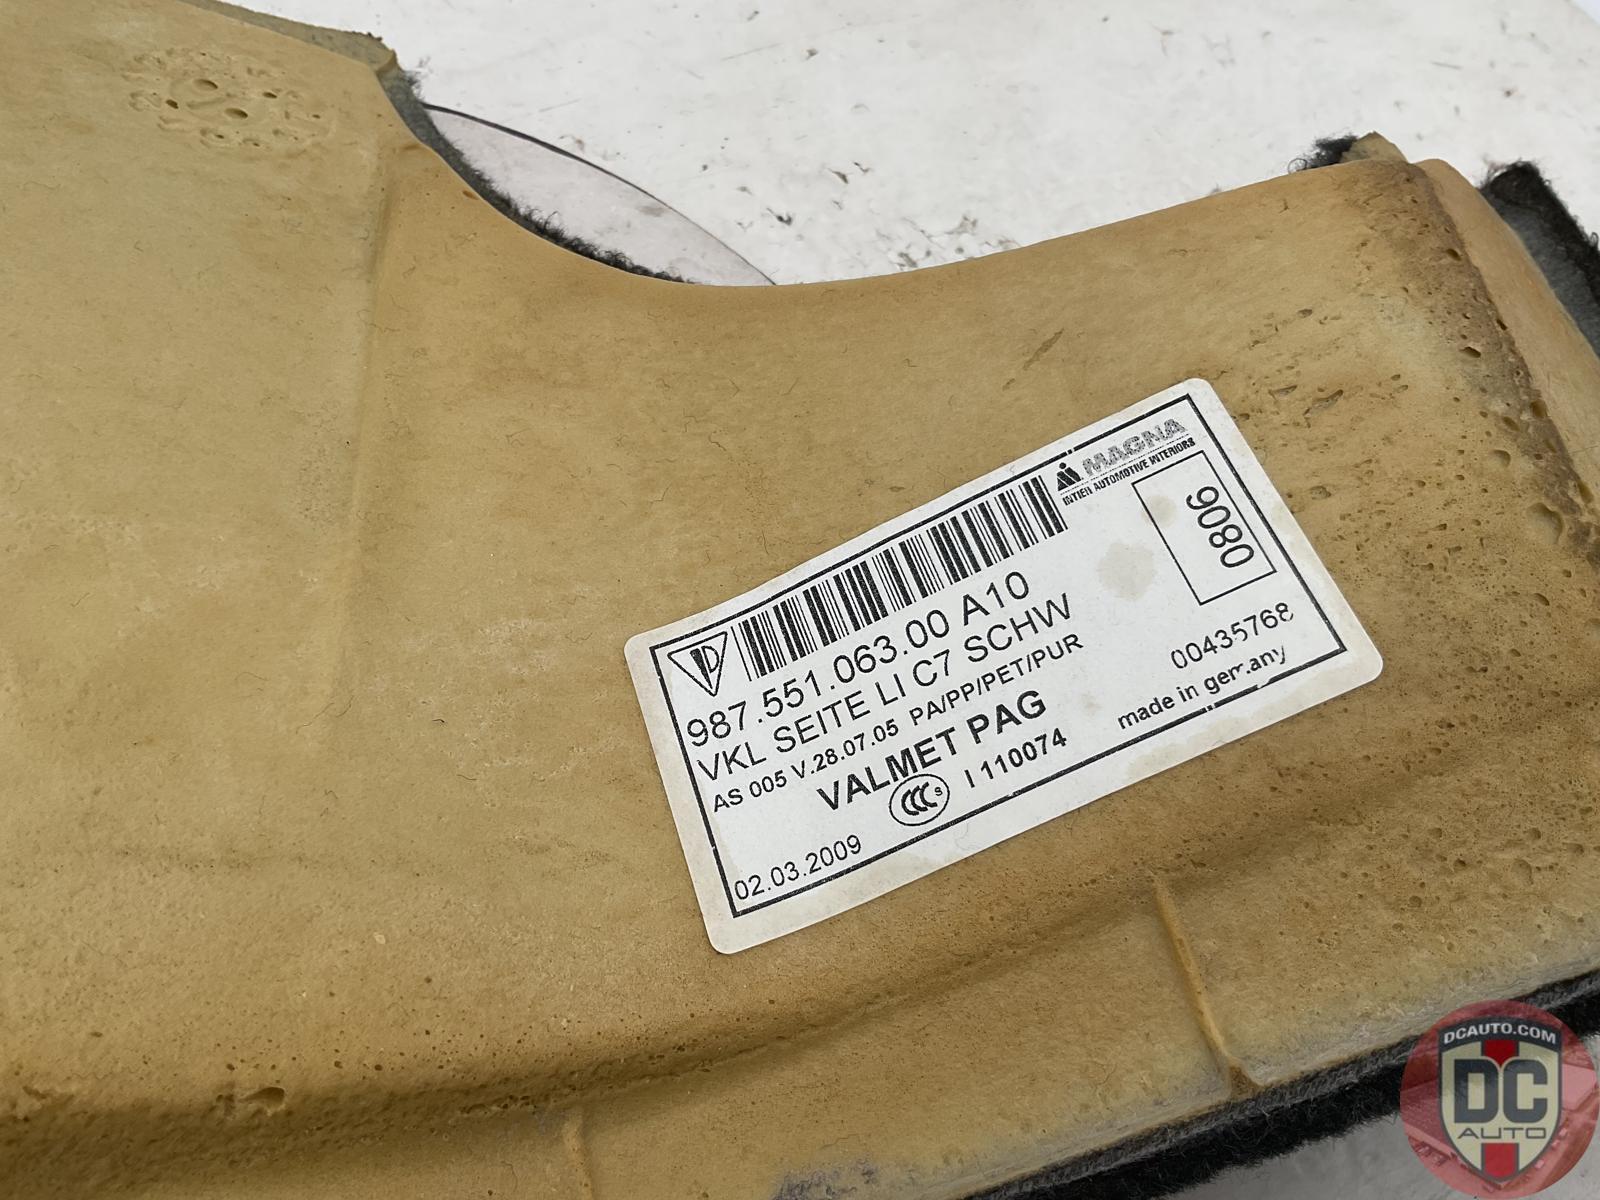 MAGNA
INTIER AUTOMOTIVE INTERIORS
0806
987.551.063.00 A10
VKL SEITE LI C7 SCHW
AS 005 V.28.07.05 PA/PP/PET/PUR
00435768
VALMET PAG
made in germany
CCC S
I 110074
02.03.2009
DCAUTO.COM
DC
AUTO